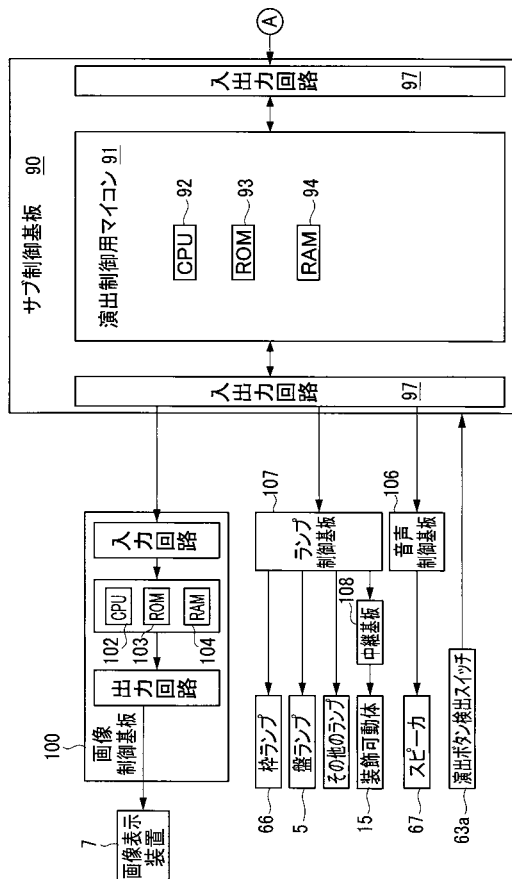 サブ制御基板 90
入出力回路 97
演出制御用マイコン 91
CPU 92
ROM 93
RAM 94
入出力回路 97
A
100
画像
制御基板
入力回路
CPU
ROM
RAM
102
103
104
出力回路
7
画像表示
装置
107
ランプ
制御基板
108
中継基板
106
音声
制御基板
枠ランプ
66
盤ランプ
5
その他のランプ
装飾可動体
15
スピーカ
67
演出ボタン検出スイッチ
63a